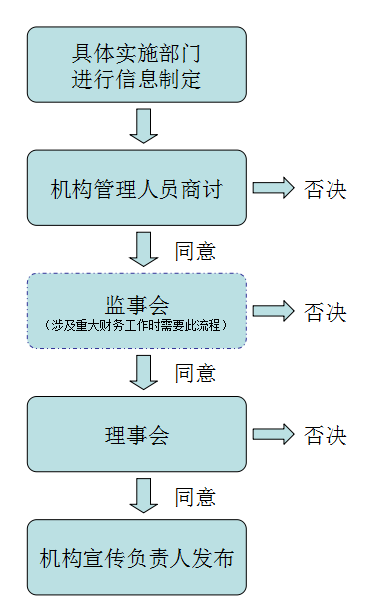 具体实施部门
进行信息制定
机构管理人员商讨
否决
同意
监事会
（涉及重大财务工作时需要此流程）
否决
同意
理事会
否决
同意
机构宣传负责人发布